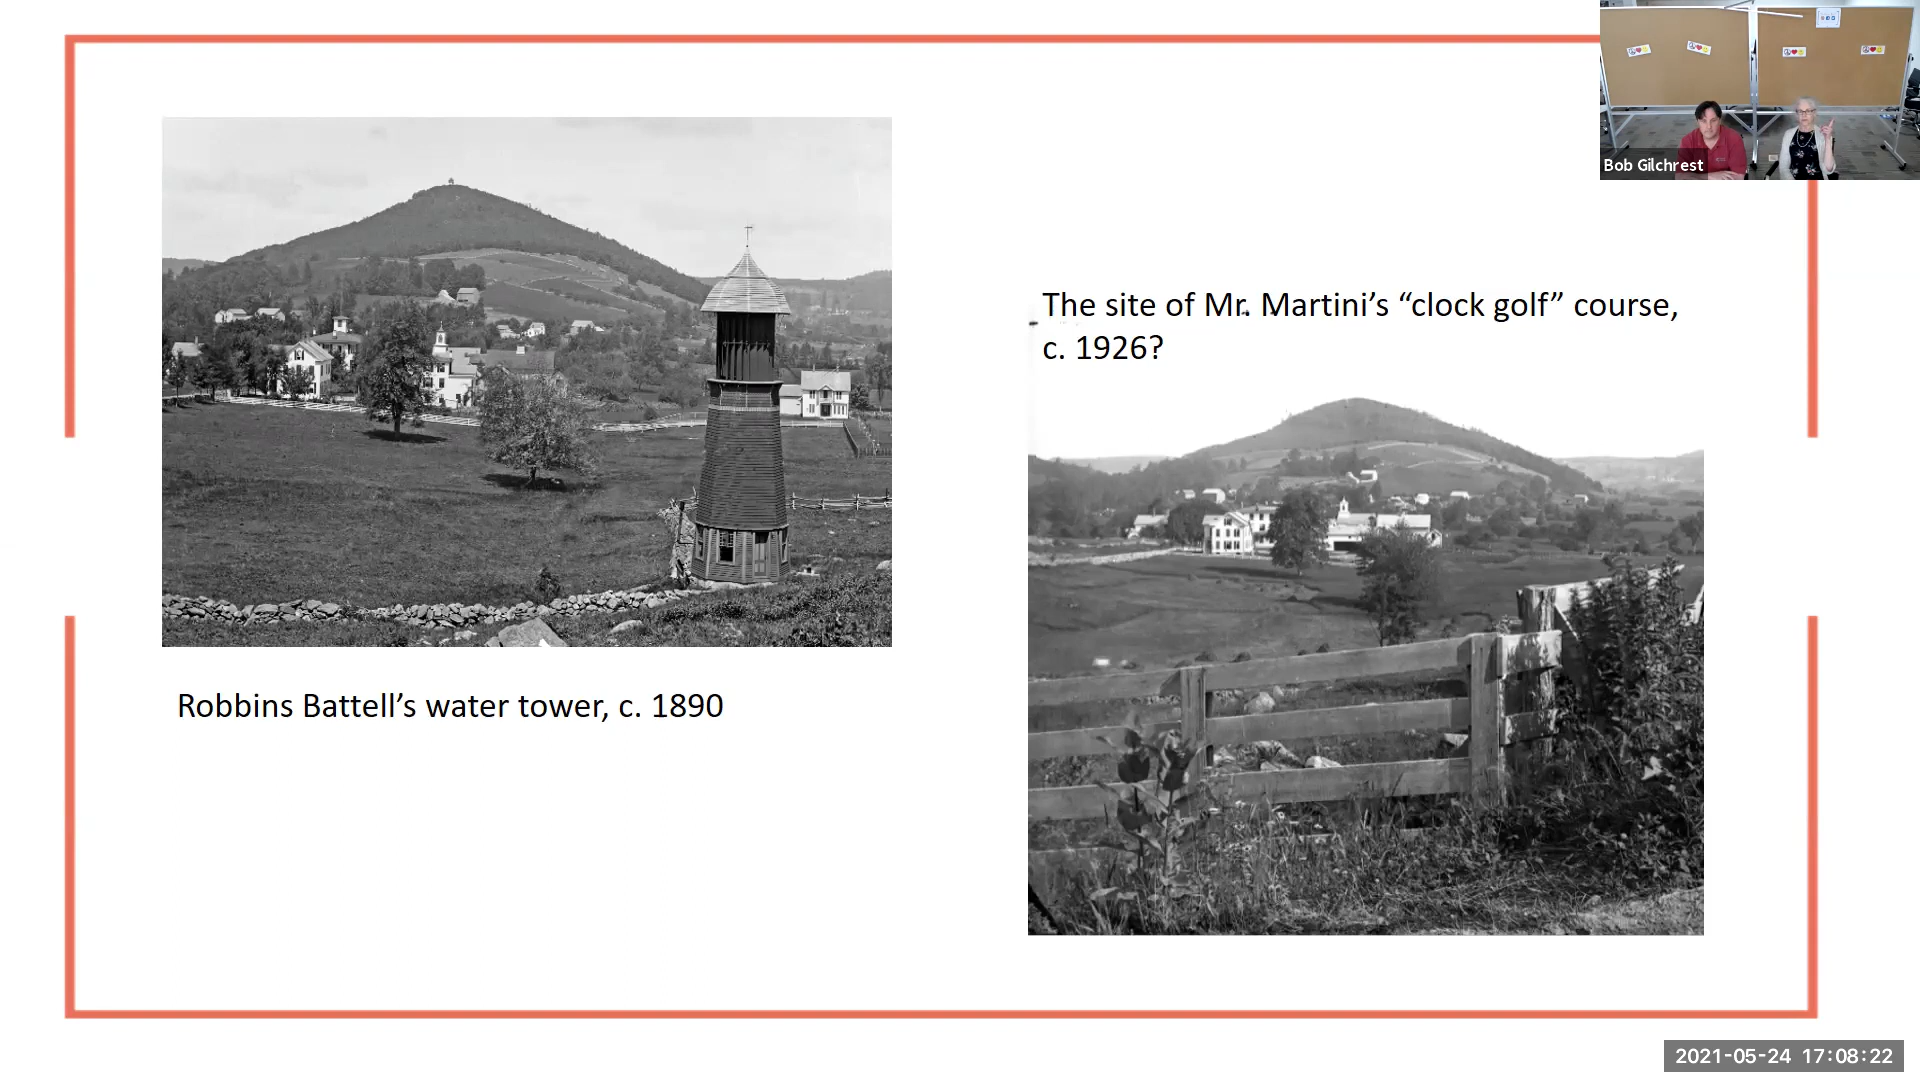 Bob Gilchrest
The site of Mr. Martini’s “clock golf” course,
c. 1926?
Robbins Battell’s water tower, c. 1890
2021-05-24 17:08:22